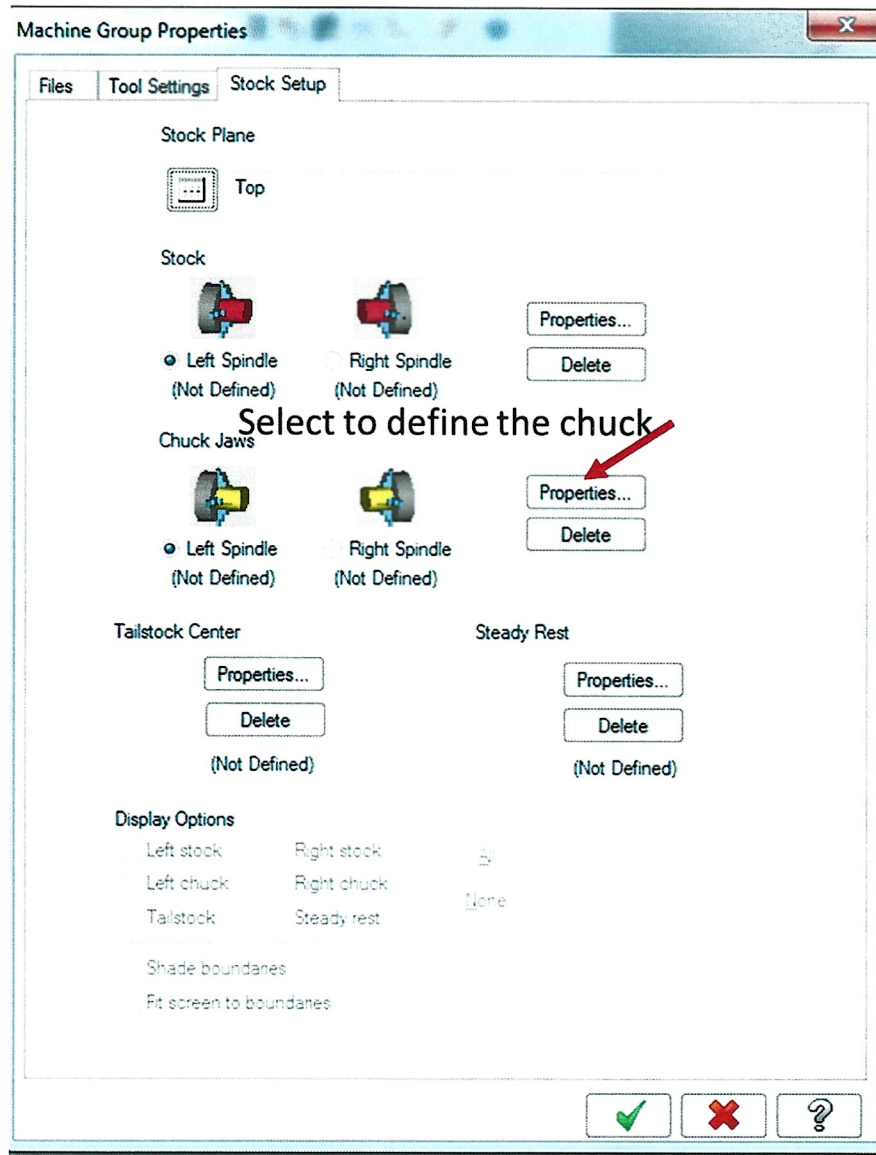 Machine Group Properties
Files Tool Settings Stock Setup
Stock Plane
Top
Stock
Properties...
Left Spindle Right Spindle
Delete
(Not Defined) (Not Defined)
Select to define the chuck
Chuck Jaws
Properties...
Delete
Left Spindle Right Spindle
(Not Defined) (Not Defined)
Tailstock Center Steady Rest
Properties... Properties...
Delete Delete
(Not Defined) (Not Defined)
Display Options
Left stock Right stock
Left chuck Right chuck
None
Tailstock Steady rest
Shade boundaries
Fit screen to boundaries